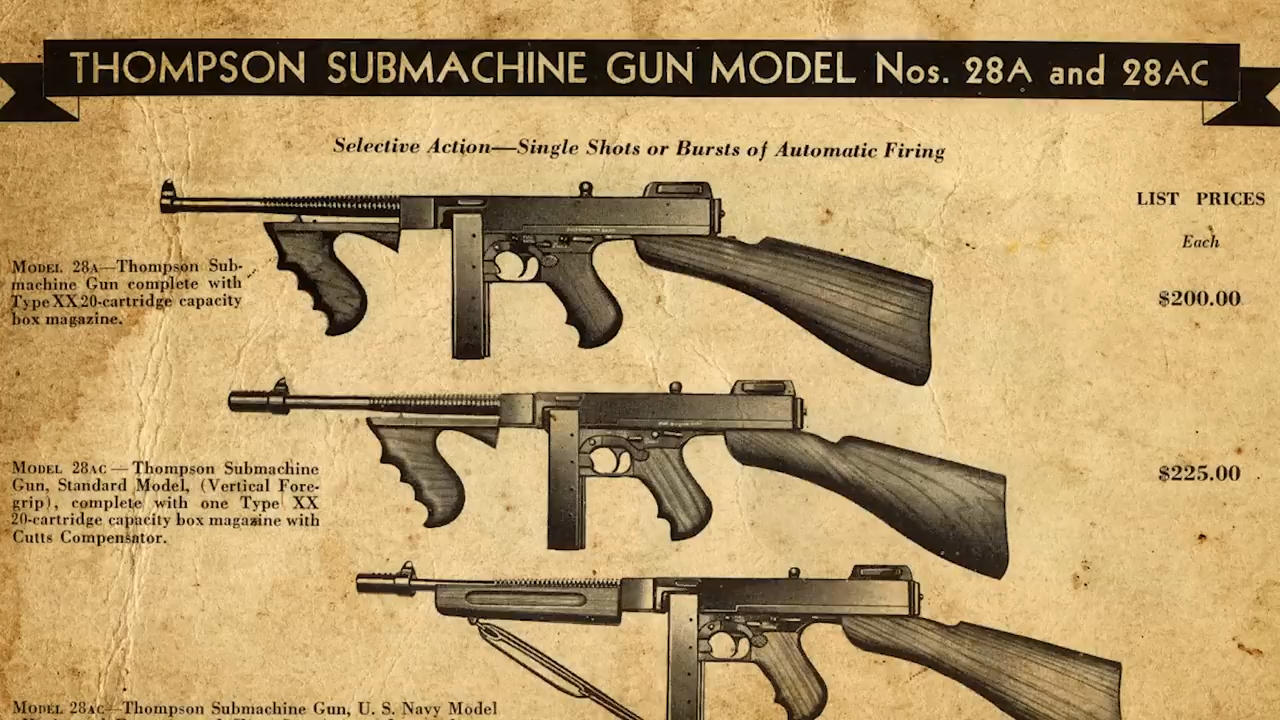 THOMPSON SUBMACHINE GUN MODEL Nos. 28A and 28AC
Selective Action—Single Shots or Bursts of Automatic Firing
LIST PRICES
Each
MODEL 28A—Thompson Sub-
machine Gun complete with
Type XX 20-cartridge capacity
box magazine.
$200.00
MODEL 28AC—Thompson Submachine
Gun, Standard Model, (Vertical Fore-
grip), complete with one Type XX
20-cartridge capacity box magazine with
Cutts Compensator.
$225.00
MODEL 28AC—Thompson Submachine Gun, U. S. Navy Model